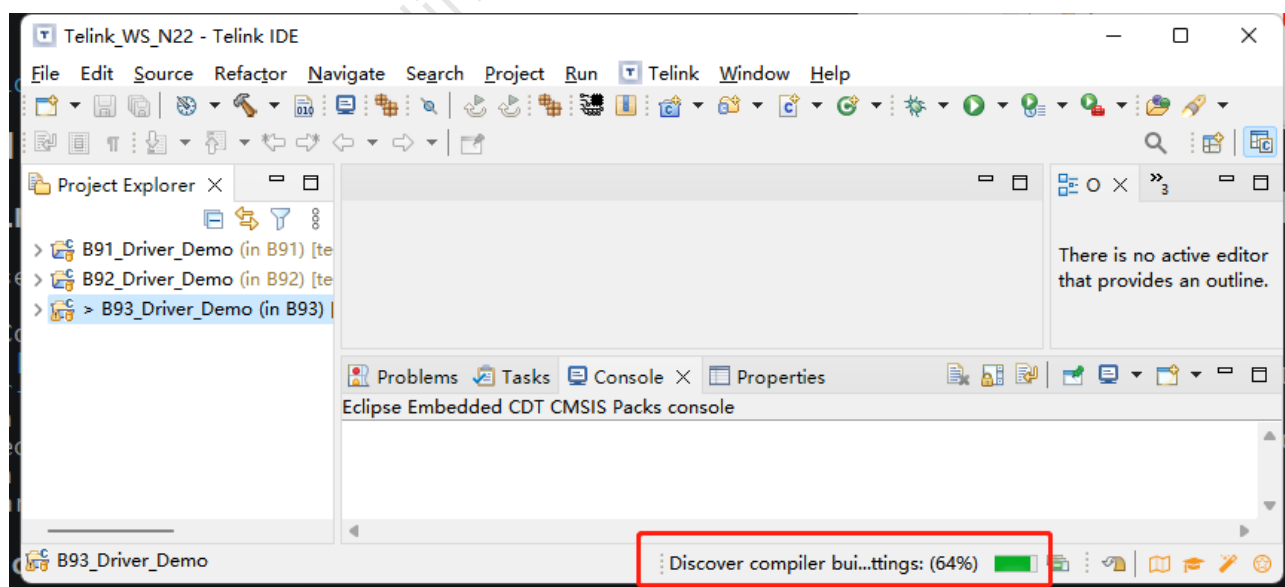 Telink_WS_N22 - Telink IDE
File Edit Source Refactor Navigate Search Project Run Telink Window Help
Project Explorer
O
3
B91_Driver_Demo (in B91) [te
B92_Driver_Demo (in B92) [te
> B93_Driver_Demo (in B93) [
There is no active editor
that provides an outline.
Problems Tasks Console Properties
Eclipse Embedded CDT CMSIS Packs console
B93_Driver_Demo
Discover compiler bui...ttings: (64%)